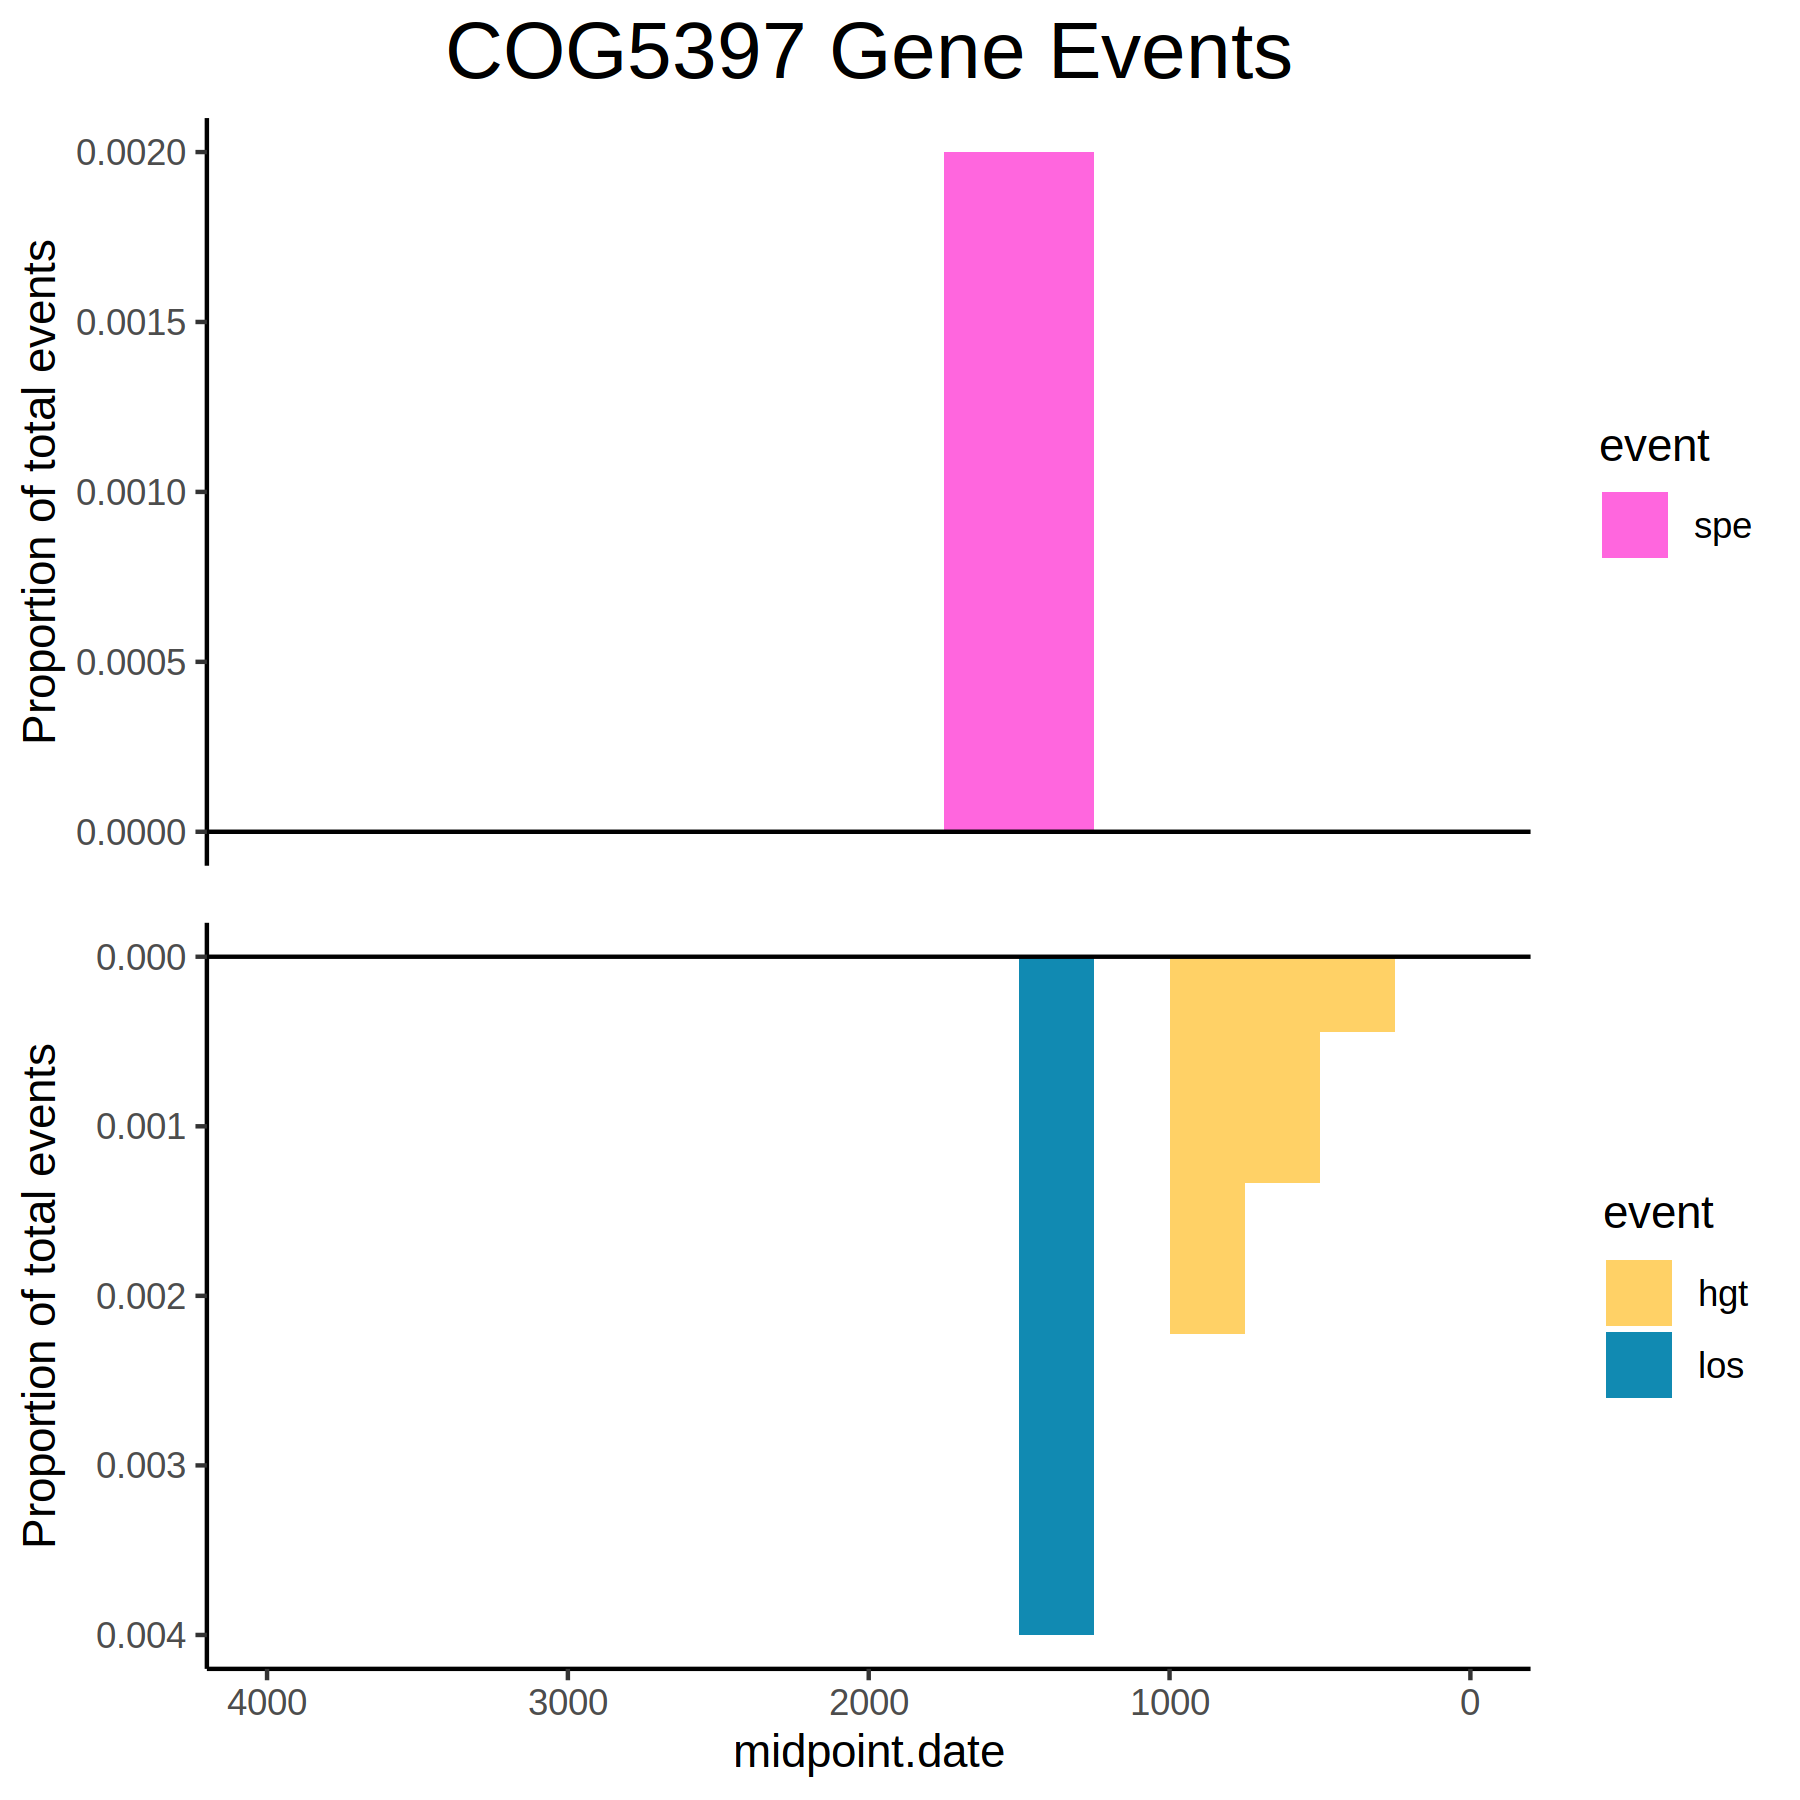 COG5397 Gene Events
Proportion of total events
0.0020
0.0015
0.0010
0.0005
0.0000
event
spe
Proportion of total events
0.000
0.001
0.002
0.003
0.004
event
hgt
los
4000 3000 2000 1000 0
midpoint.date